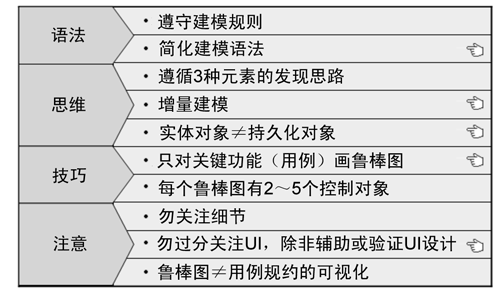 语法
• 遵守建模规则
• 简化建模语法
思维
• 遵循3种元素的发现思路
• 增量建模
• 实体对象≠持久化对象
技巧
• 只对关键功能（用例）画鲁棒图
• 每个鲁棒图有2～5个控制对象
注意
• 勿关注细节
• 勿过分关注UI，除非辅助或验证UI设计
• 鲁棒图≠用例规约的可视化